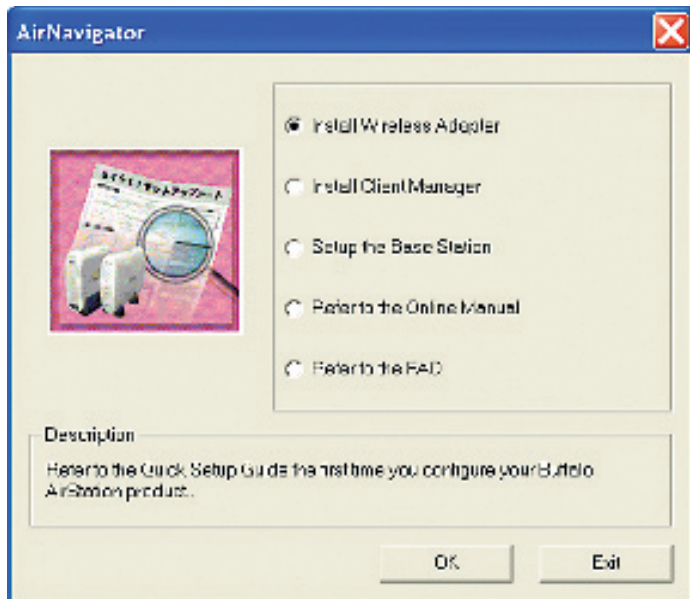 AirNavigator
Install Wireless Adapter
Install Client Manager
Setup the Base Station
Refer to the Online Manual
Refer to the FAQ
Description
Refer to the Quick Setup Guide the first time you configure your Buffalo
AirStation product.
OK
Exit